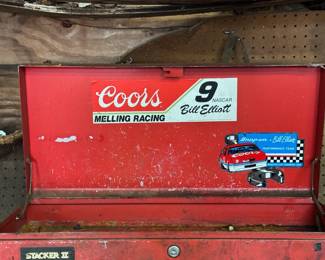 Coors
9
NASCAR
Bill Elliott
MELLING RACING
STACKER II